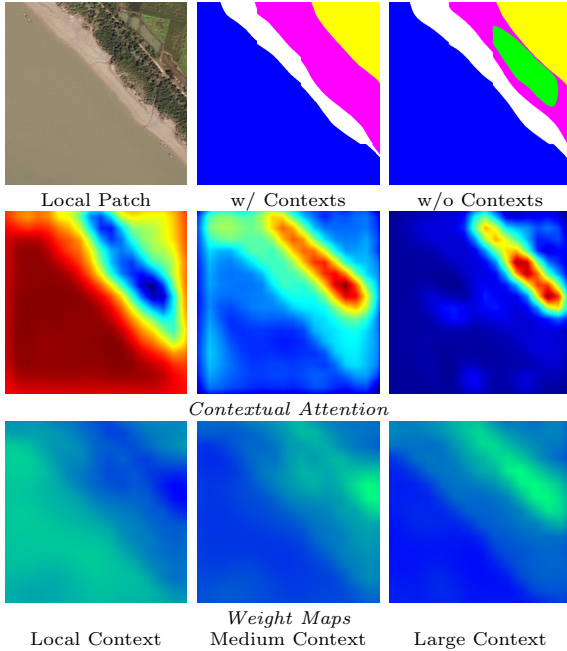 Local Patch w/ Contexts w/o Contexts
Contextual Attention
Weight Maps
Local Context Medium Context Large Context